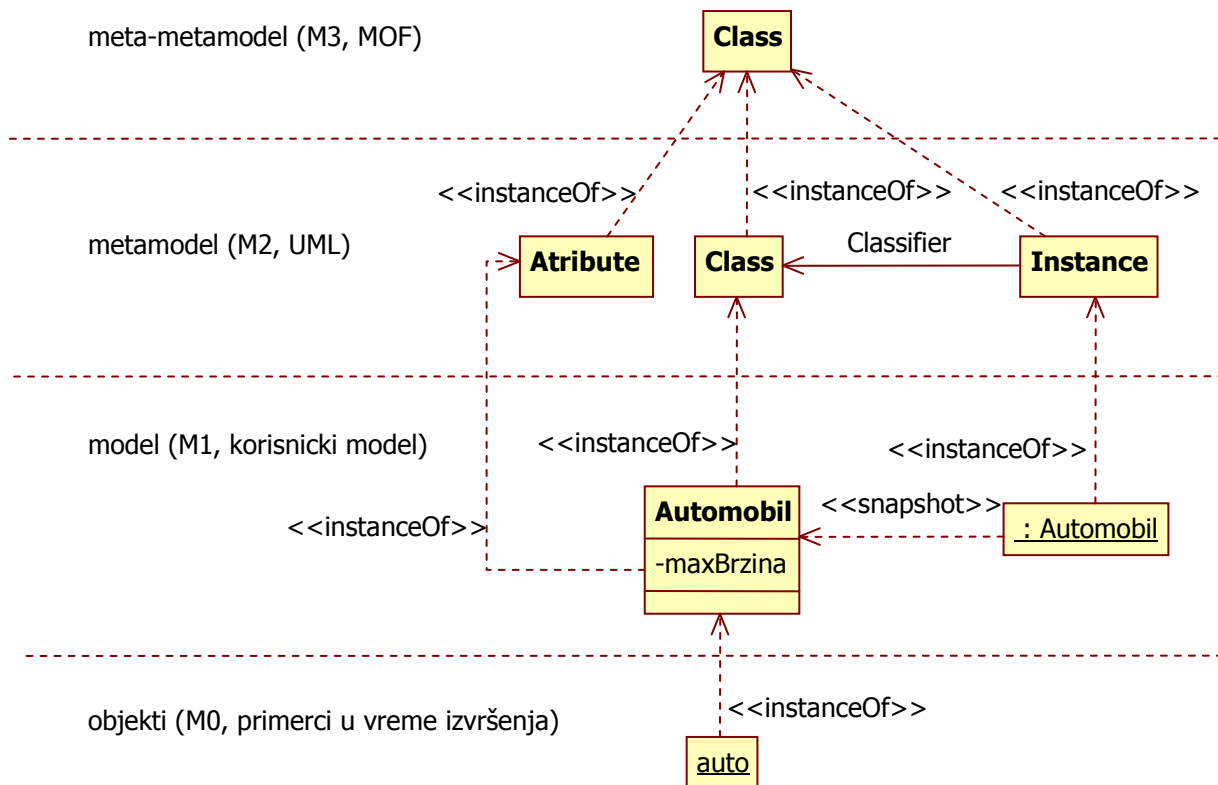 meta-metamodel (M3, MOF)
Class
<<instanceOf>>
<<instanceOf>>
<<instanceOf>>
metamodel (M2, UML)
Atribute
Class
Classifier
Instance
model (M1, korisnicki model)
<<instanceOf>>
<<instanceOf>>
<<instanceOf>>
Automobil
-maxBrzina
<<snapshot>>
: Automobil
objekti (M0, primerci u vreme izvršenja)
<<instanceOf>>
auto